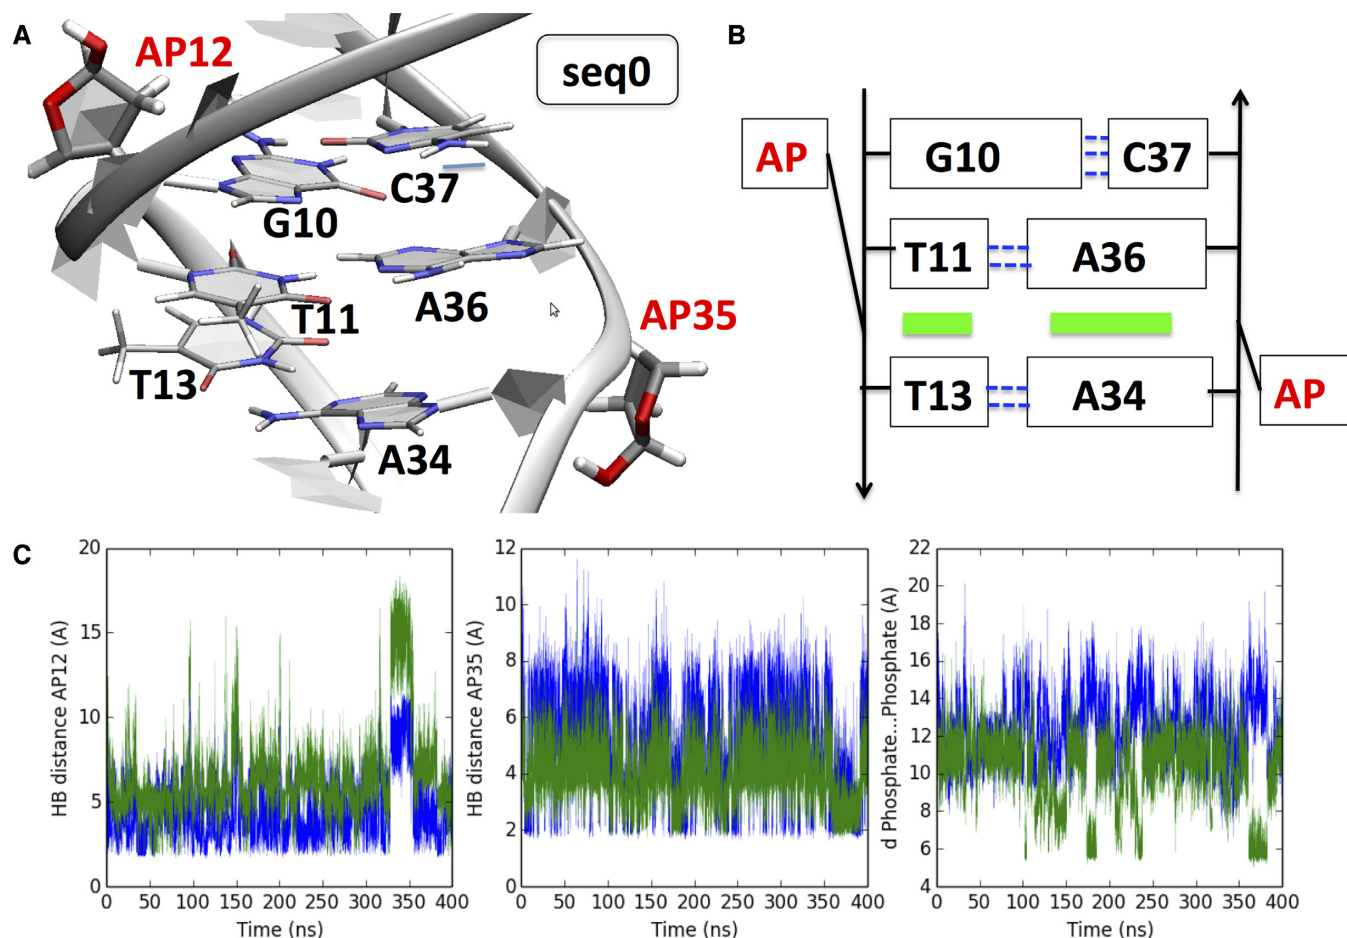 A
AP12
seq0
C37
G10
T11
A36
AP35
T13
A34
B
AP
G10
C37
T11
A36
T13
A34
AP
C
HB distance AP12 (A)
20
15
10
5
0
0 50 100 150 200 250 300 350 400
Time (ns)
HB distance AP35 (A)
12
10
8
6
4
2
0
0 50 100 150 200 250 300 350 400
Time (ns)
d Phosphate...Phosphate (A)
22
20
18
16
14
12
10
8
6
4
0 50 100 150 200 250 300 350 400
Time (ns)